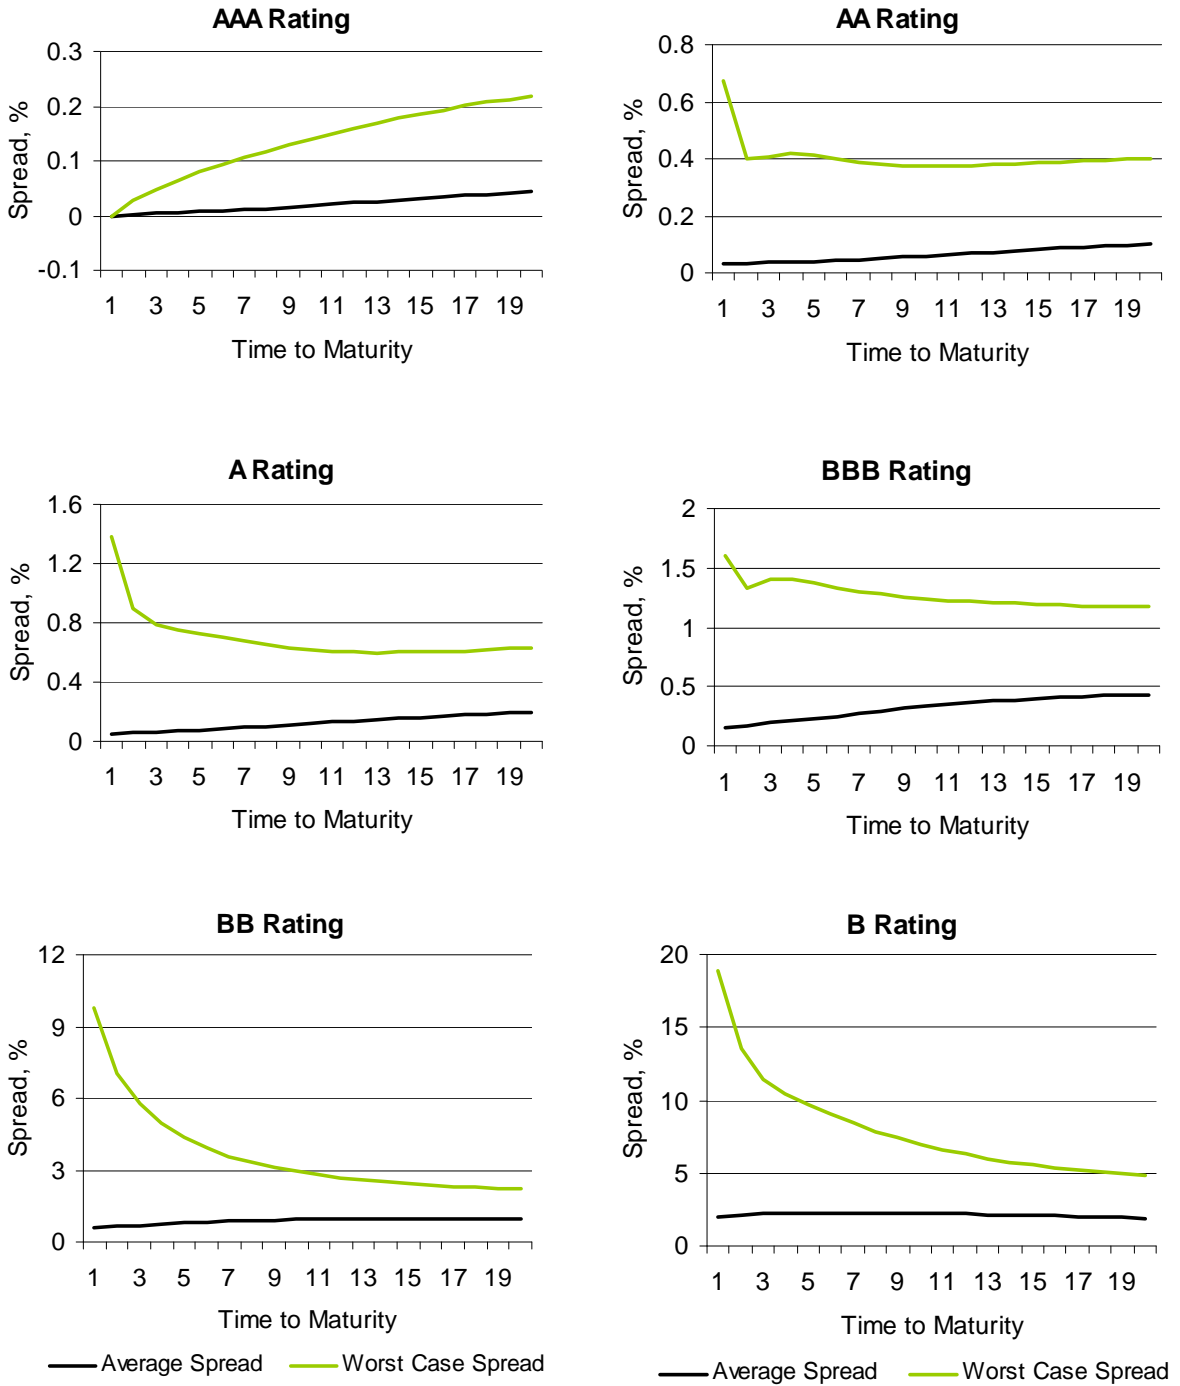 AAA Rating
0.3
0.2
0.1
0
-0.1
Spread, %
1 3 5 7 9 11 13 15 17 19
Time to Maturity
AA Rating
0.8
0.6
0.4
0.2
0
Spread, %
1 3 5 7 9 11 13 15 17 19
Time to Maturity
A Rating
1.6
1.2
0.8
0.4
0
Spread, %
1 3 5 7 9 11 13 15 17 19
Time to Maturity
BBB Rating
2
1.5
1
0.5
0
Spread, %
1 3 5 7 9 11 13 15 17 19
Time to Maturity
BB Rating
12
9
6
3
0
Spread, %
1 3 5 7 9 11 13 15 17 19
Time to Maturity
Average Spread Worst Case Spread
B Rating
20
15
10
5
0
Spread, %
1 3 5 7 9 11 13 15 17 19
Time to Maturity
Average Spread Worst Case Spread